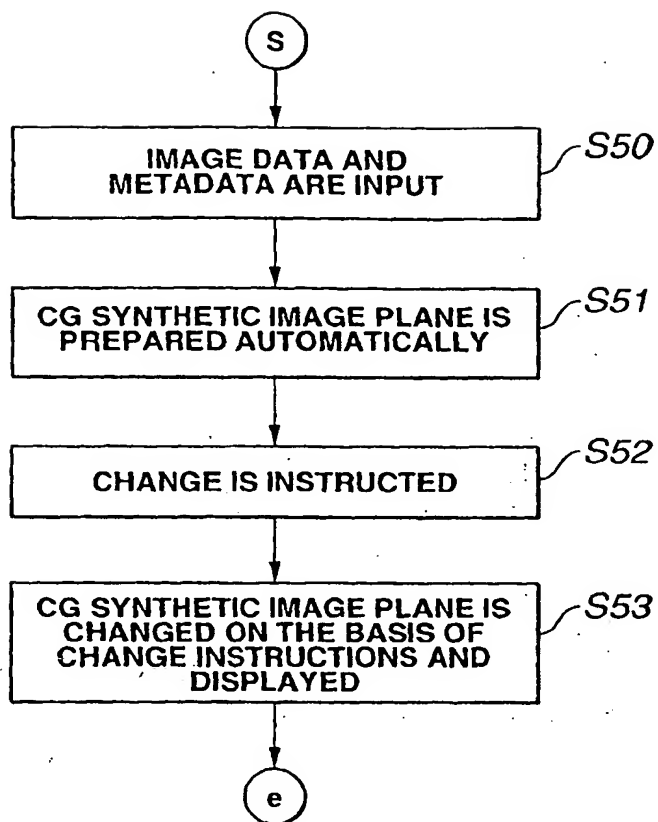 S
IMAGE DATA AND
METADATA ARE INPUT
S50
CG SYNTHETIC IMAGE PLANE IS
PREPARED AUTOMATICALLY
S51
CHANGE IS INSTRUCTED
S52
CG SYNTHETIC IMAGE PLANE IS
CHANGED ON THE BASIS OF
CHANGE INSTRUCTIONS AND
DISPLAYED
S53
e